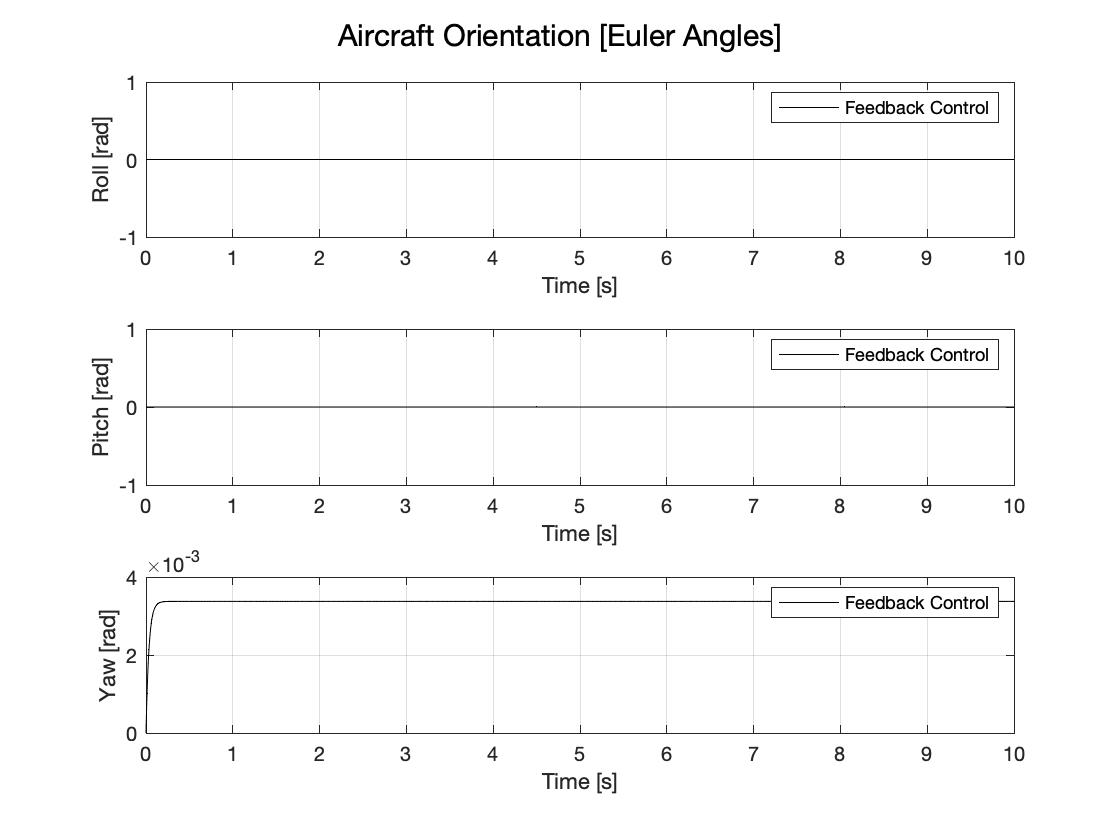 Aircraft Orientation [Euler Angles]
1
Feedback Control
Roll [rad]
0
-1
0 1 2 3 4 5 6 7 8 9 10
Time [s]
1
Feedback Control
Pitch [rad]
0
-1
0 1 2 3 4 5 6 7 8 9 10
Time [s]
×10-3
4
Feedback Control
Yaw [rad]
2
0
0 1 2 3 4 5 6 7 8 9 10
Time [s]